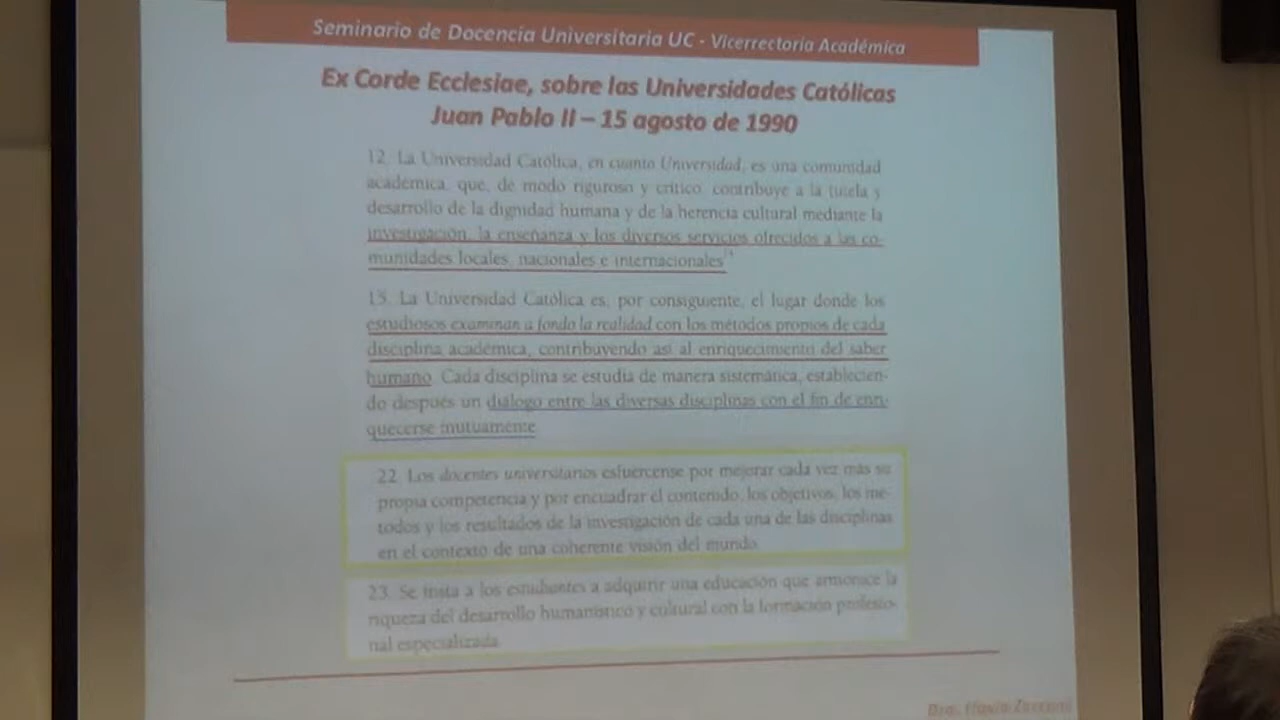 Seminario de Docencia Universitaria UC - Vicerrectoría Académica
Ex Corde Ecclesiae, sobre las Universidades Católicas
Juan Pablo II – 15 agosto de 1990
12. La Universidad Católica, en cuanto Universidad, es una comunidad
académica, que, de modo riguroso y crítico, contribuye a la tutela y
desarrollo de la dignidad humana y de la herencia cultural mediante la
investigación, la enseñanza y los diversos servicios ofrecidos a las co-
munidades locales, nacionales e internacionales
15. La Universidad Católica es, por consiguiente, el lugar donde los
estudiosos examinan a fondo la realidad con los métodos propios de cada
disciplina académica, contribuyendo así al enriquecimiento del saber
humano. Cada disciplina se estudia de manera sistemática, establecien-
do después un diálogo entre las diversas disciplinas con el fin de enri-
quecerse mutuamente
22. Los docentes universitarios esfuércense por mejorar cada vez más su
propia competencia y por encuadrar el contenido, los objetivos, los mé-
todos y los resultados de la investigación de cada una de las disciplinas
en el contexto de una coherente visión del mundo
23. Se insta a los estudiantes a adquirir una educación que armonice la
riqueza del desarrollo humanístico y cultural con la formación profesio-
nal especializada
Dra.